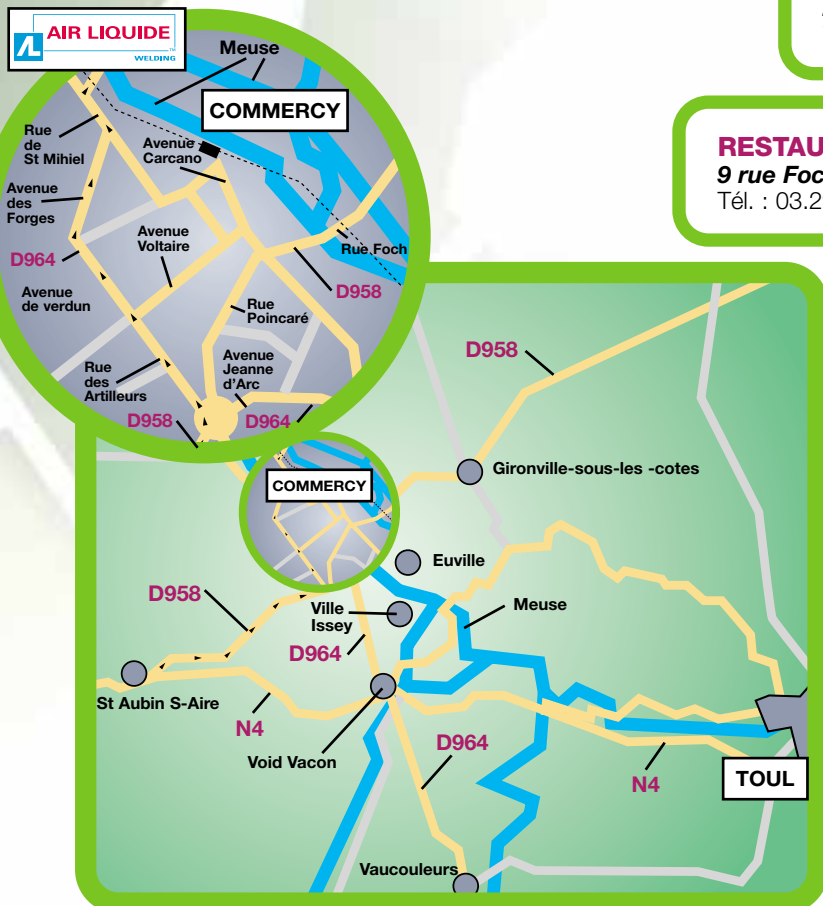 AIR LIQUIDE
™
WELDING
Meuse
COMMERCY
Rue
de
St Mihiel
Avenue
Carcano
Avenue
des
Forges
Avenue
Voltaire
Rue Foch
D964
D958
Avenue
de verdun
Rue
Poincaré
Rue
des
Artilleurs
Avenue
Jeanne
d'Arc
D958
D964
RESTAU
9 rue Foc
Tél. : 03.2
D958
Gironville-sous-les -cotes
COMMERCY
Euville
D958
Ville
Issey
Meuse
D964
St Aubin S-Aire
N4
Void Vacon
D964
N4
TOUL
Vaucouleurs